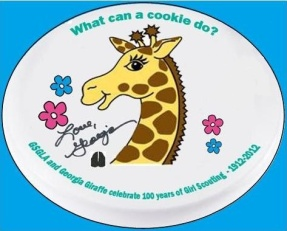 What can a cookie do?
Love,
Georgia
GSGLA and Georgia Giraffe celebrate 100 years of Girl Scouting - 1912-2012